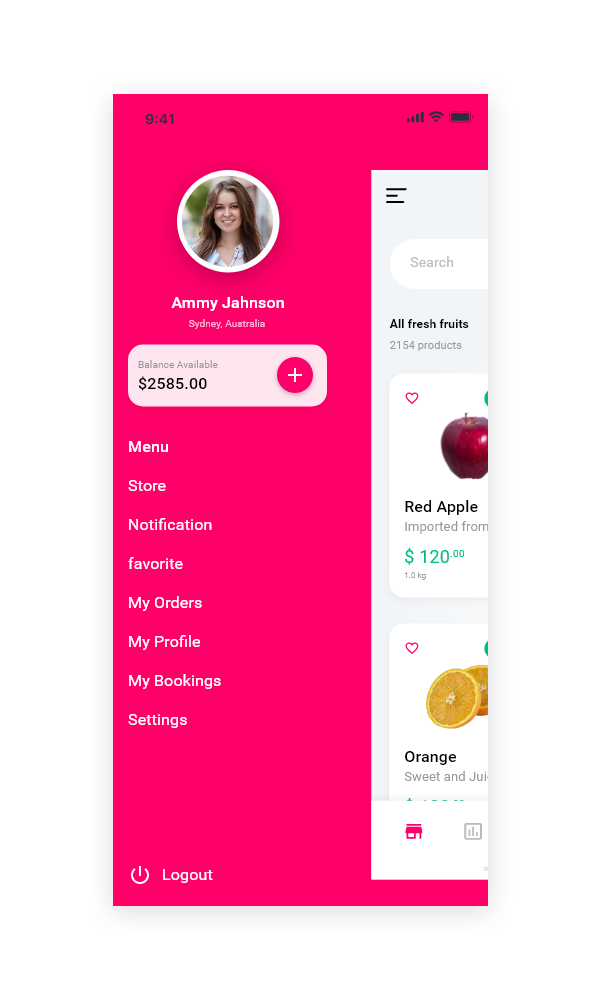 9:41
Ammy Jahnson
Sydney, Australia
Balance Available
$2585.00
Menu
Store
Notification
favorite
My Orders
My Profile
My Bookings
Settings
Logout
Search
All fresh fruits
2154 products
Red Apple
Imported from
$ 120.00
1.0 kg
Orange
Sweet and Jui